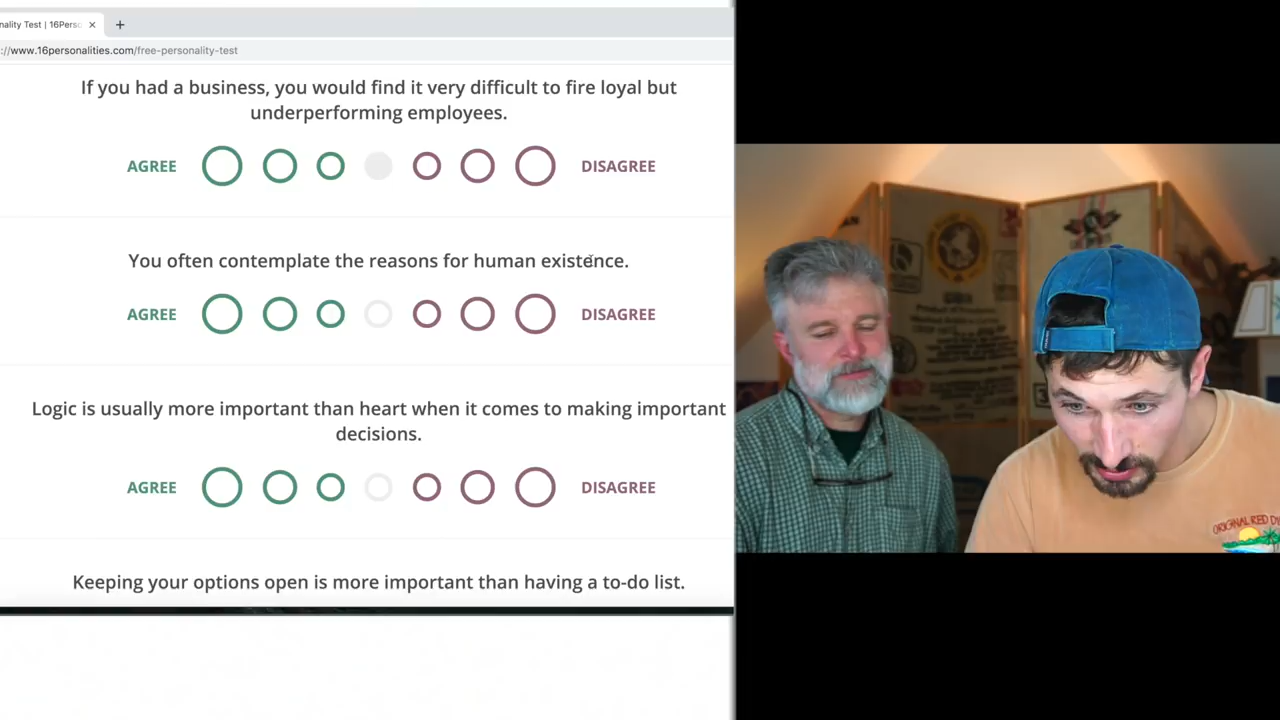 nality Test | 16Perso
://www.16personalities.com/free-personality-test
If you had a business, you would find it very difficult to fire loyal but
underperforming employees.
AGREE DISAGREE
You often contemplate the reasons for human existence.
AGREE DISAGREE
Logic is usually more important than heart when it comes to making important
decisions.
AGREE DISAGREE
Keeping your options open is more important than having a to-do list.
ORIGINAL RED